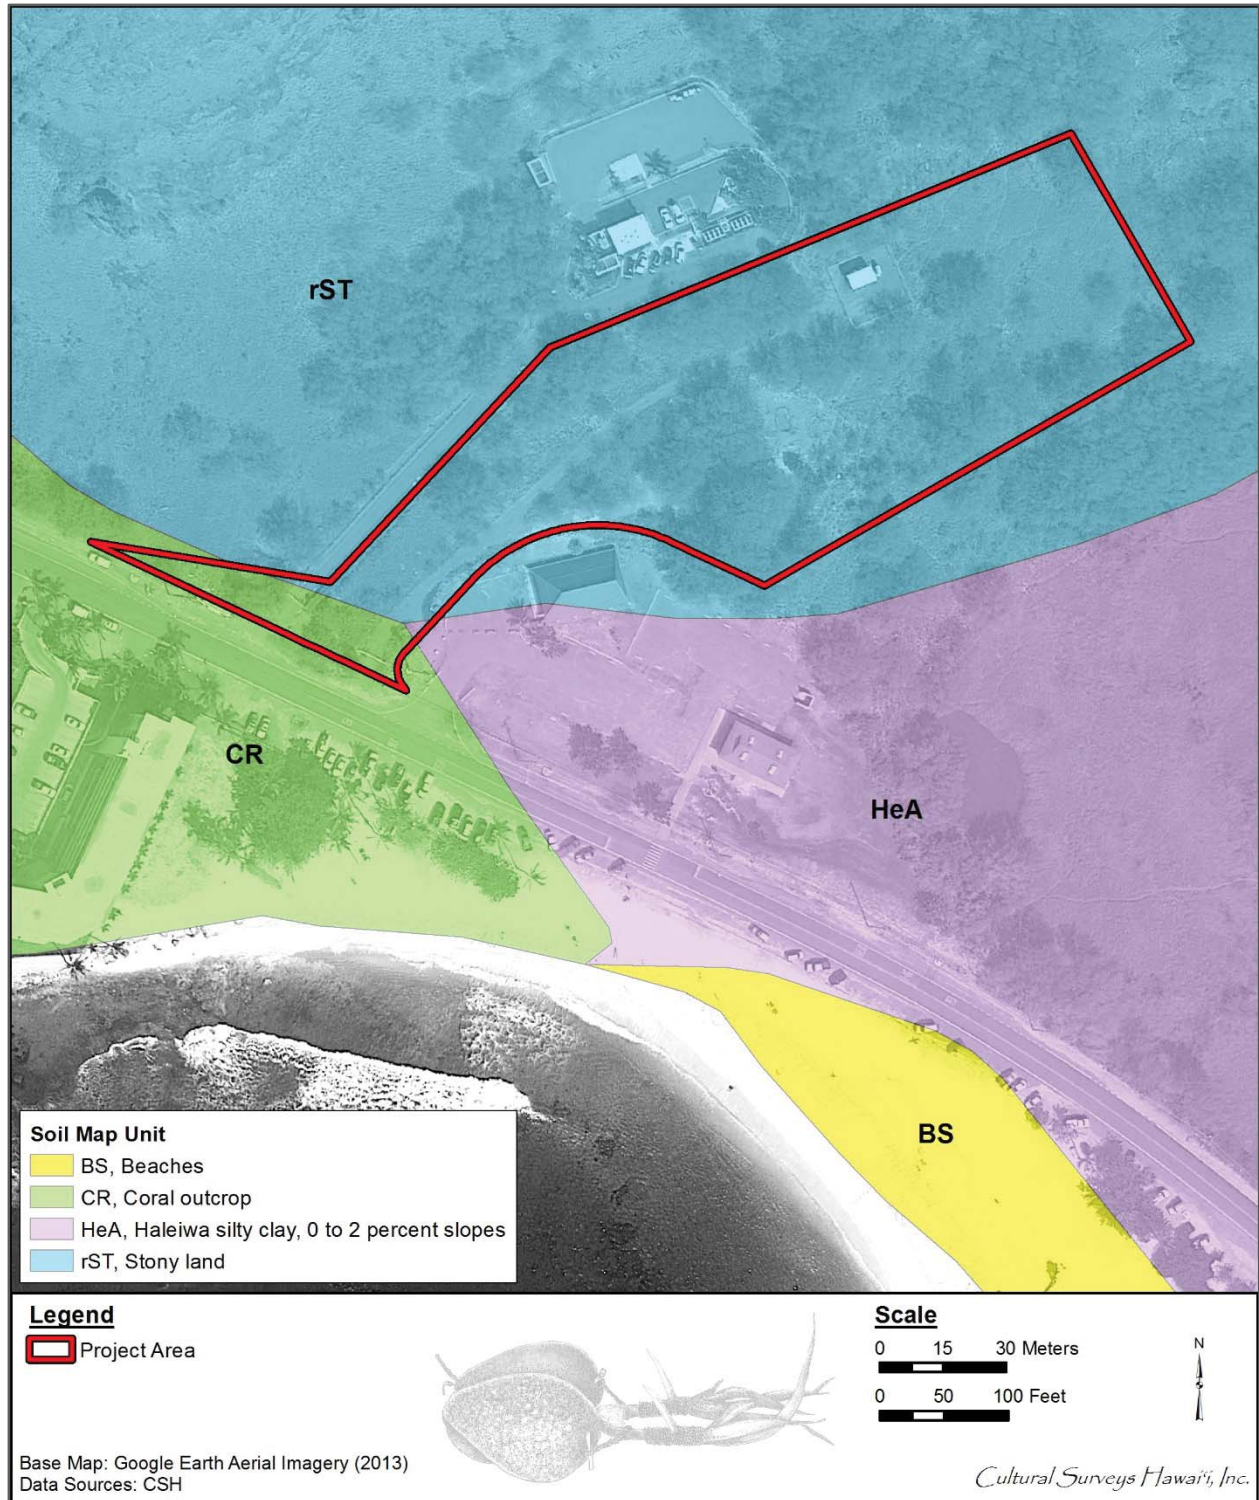 rST
CR
HeA
BS
Soil Map Unit
BS, Beaches
CR, Coral outcrop
HeA, Haleiwa silty clay, 0 to 2 percent slopes
rST, Stony land
Legend
Project Area
Base Map: Google Earth Aerial Imagery (2013)
Data Sources: CSH
Scale
0 15 30 Meters
0 50 100 Feet
N
Cultural Surveys Hawai‘i, Inc.